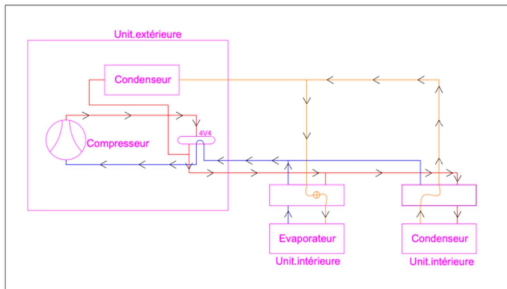 Unit.extérieure
Condenseur
4V4
Compresseur
Evaporateur
Condenseur
Unit.intérieure
Unit.intérieure